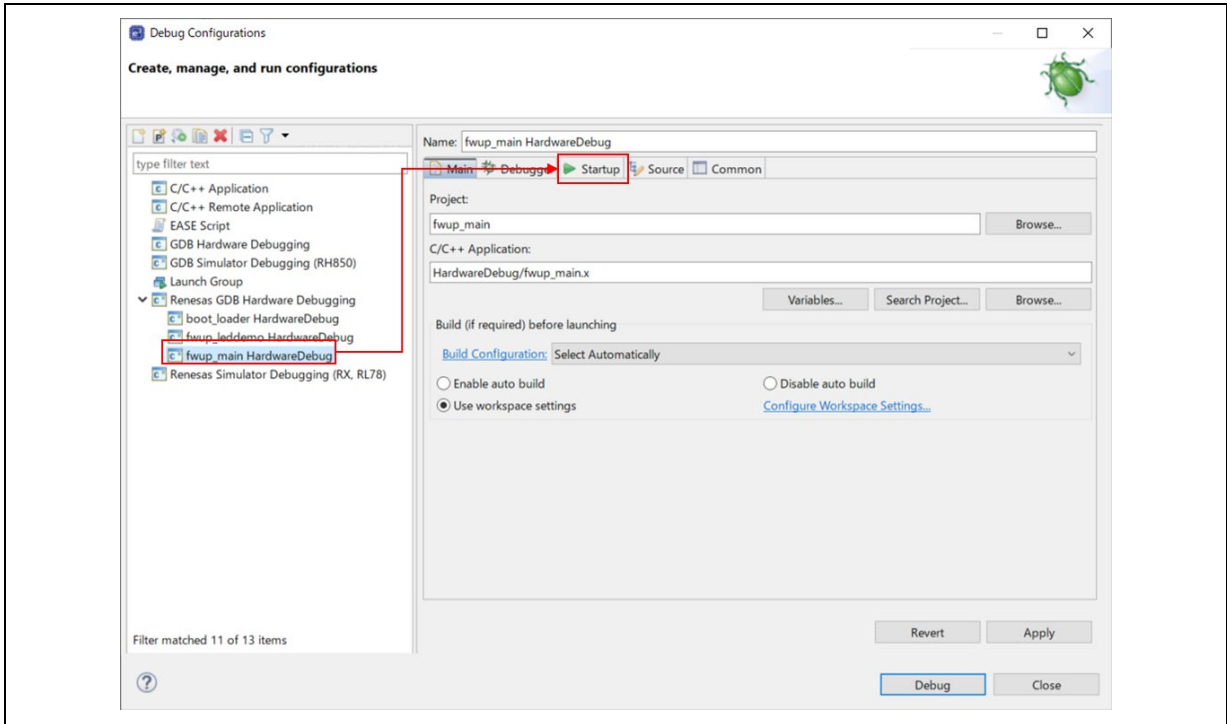 Debug Configurations
Create, manage, and run configurations
type filter text
C/C++ Application
C/C++ Remote Application
EASE Script
GDB Hardware Debugging
GDB Simulator Debugging (RH850)
Launch Group
Renesas GDB Hardware Debugging
boot_loader HardwareDebug
fwup_leddemo HardwareDebug
fwup_main HardwareDebug
Renesas Simulator Debugging (RX, RL78)
Filter matched 11 of 13 items
Name: fwup_main HardwareDebug
Main Debugge Startup Source Common
Project:
fwup_main Browse...
C/C++ Application:
HardwareDebug/fwup_main.x
Variables... Search Project... Browse...
Build (if required) before launching
Build Configuration: Select Automatically
Enable auto build Disable auto build
Use workspace settings Configure Workspace Settings...
Revert Apply
? Debug Close